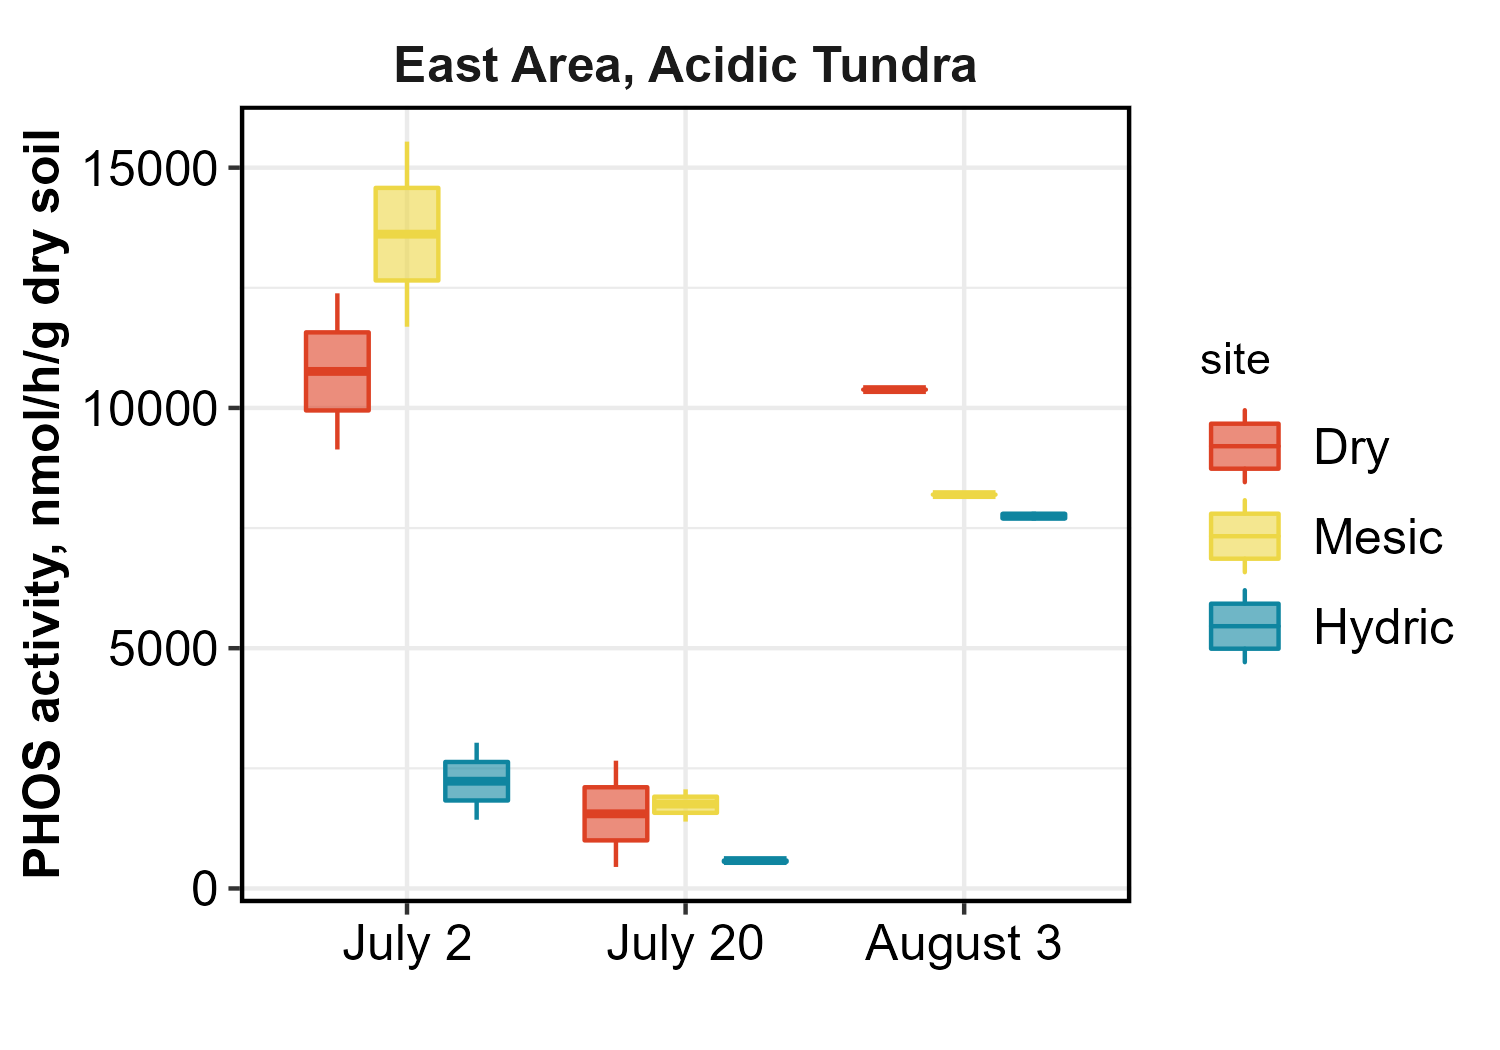 East Area, Acidic Tundra
PHOS activity, nmol/h/g dry soil
15000
10000
5000
0
July 2
July 20
August 3
site
Dry
Mesic
Hydric